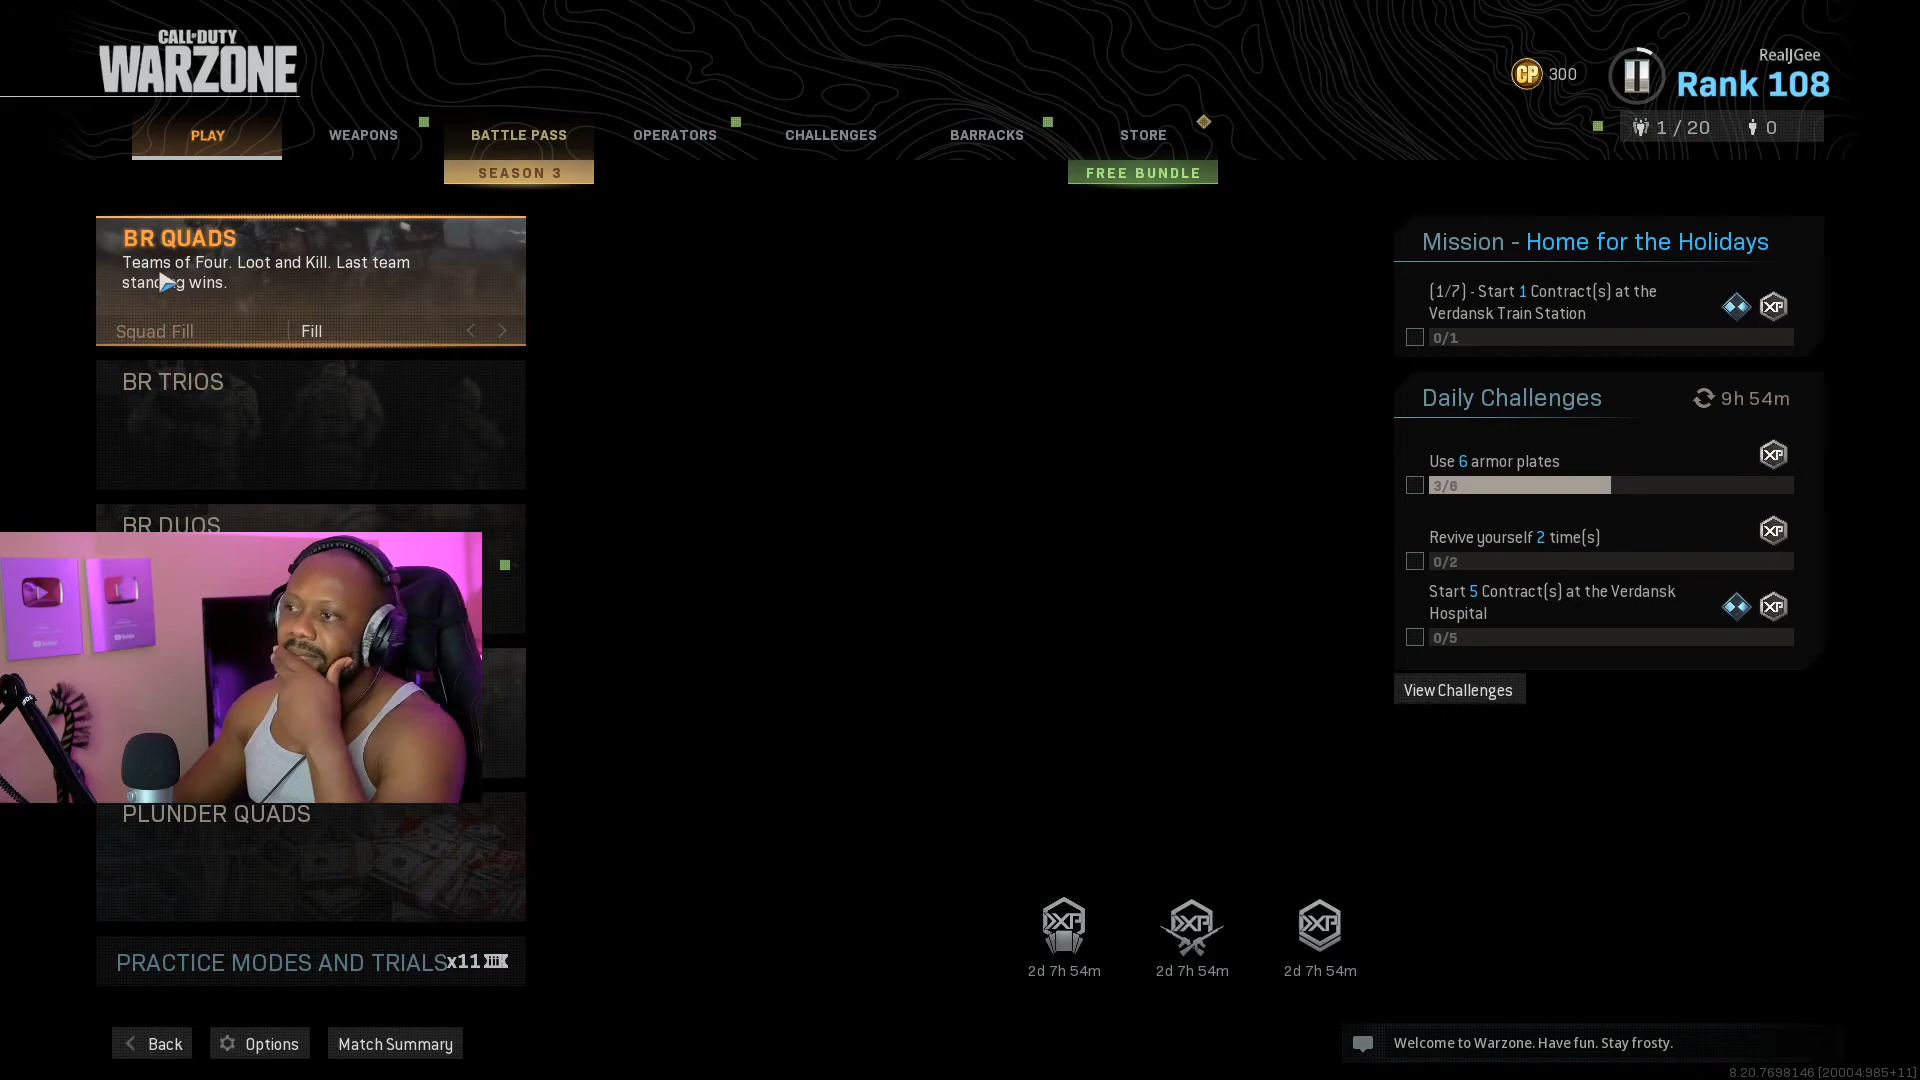 CALL OF DUTY
WARZONE
CP 300
RealJGee
Rank 108
1 / 20
0
PLAY
WEAPONS
BATTLE PASS
OPERATORS
CHALLENGES
BARRACKS
STORE
SEASON 3
FREE BUNDLE
BR QUADS
Teams of Four. Loot and Kill. Last team
standing wins.
Squad Fill
Fill
BR TRIOS
BR DUOS
PLUNDER QUADS
PRACTICE MODES AND TRIALS
x11
Mission - Home for the Holidays
(1/7) - Start 1 Contract(s) at the
Verdansk Train Station
XP
0/1
Daily Challenges
9h 54m
Use 6 armor plates
XP
3/6
Revive yourself 2 time(s)
XP
0/2
Start 5 Contract(s) at the Verdansk
Hospital
XP
0/5
View Challenges
YouTube
YouTube
DXP
DXP
DXP
2d 7h 54m
2d 7h 54m
2d 7h 54m
Back
Options
Match Summary
Welcome to Warzone. Have fun. Stay frosty.
8.20.7698146 [20004:985+11]